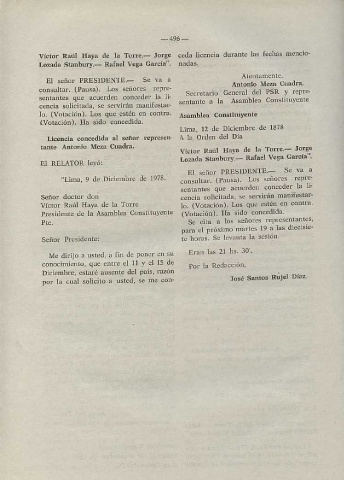 — 496 —
Víctor Raúl Haya de la Torre.— Jorge
Lozada Stanbury.— Rafael Vega García".
El señor PRESIDENTE.— Se va a
consultar. (Pausa). Los señores repre-
sentantes que acuerden conceder la li-
cencia solicitada, se servirán manifestar-
lo. (Votación). Los que estén en contra.
(Votación). Ha sido concedida.
Licencia concedida al señor represen-
tante Antonio Meza Cuadra.
El RELATOR leyó:
"Lima, 9 de Diciembre de 1978.
Señor doctor don
Víctor Raúl Haya de la Torre
Presidente de la Asamblea Constituyente
Pte.
Señor Presidente:
Me dirijo a usted, a fin de poner en su
conocimiento, que entre el 11 y el 15 de
Diciembre, estaré ausente del país, razón
por la cual solicito a usted, se me con-
ceda licencia durante las fechas mencio-
nadas.
Atentamente,
Antonio Meza Cuadra.
Secretario General del PSR y repre-
sentante a la Asamblea Constituyente
Asamblea Constituyente
Lima, 12 de Diciembre de 1878
A la Orden del Día
Víctor Raúl Haya de la Torre.— Jorge
Lozada Stanbury.— Rafael Vega García".
El señor PRESIDENTE.— Se va a
consultar. (Pausa). Los señores repre-
sentantes que acuerden conceder la li-
cencia solicitada, se servirán manifestar-
lo. (Votación). Los que estén en contra.
(Votación). Ha sido concedida.
Se cita a los señores representantes,
para el próximo martes 19 a las diecisie-
te horas. Se levanta la sesión.
Eran las 21 hs. 30'.
Por la Redacción,
José Santos Rujel Díaz.